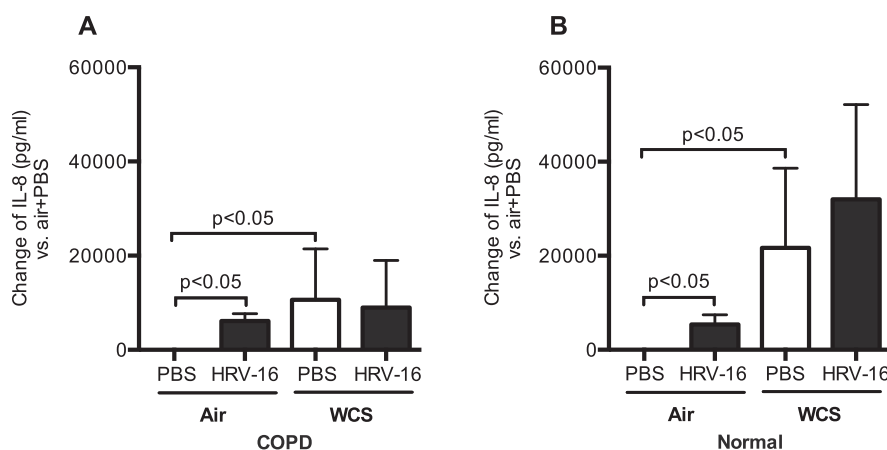 A
Change of IL-8 (pg/ml)
vs. air+PBS
60000
40000
20000
0
p<0.05
p<0.05
PBS HRV-16 PBS HRV-16
Air WCS
COPD
B
Change of IL-8 (pg/ml)
vs. air+PBS
60000
40000
20000
0
p<0.05
p<0.05
PBS HRV-16 PBS HRV-16
Air WCS
Normal